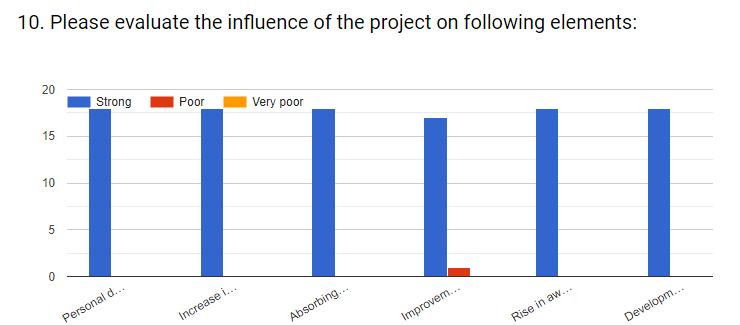 10. Please evaluate the influence of the project on following elements:
20
Strong Poor Very poor
15
10
5
0
Personal d...
Increase i...
Absorbing...
Improvem...
Rise in aw...
Developm...